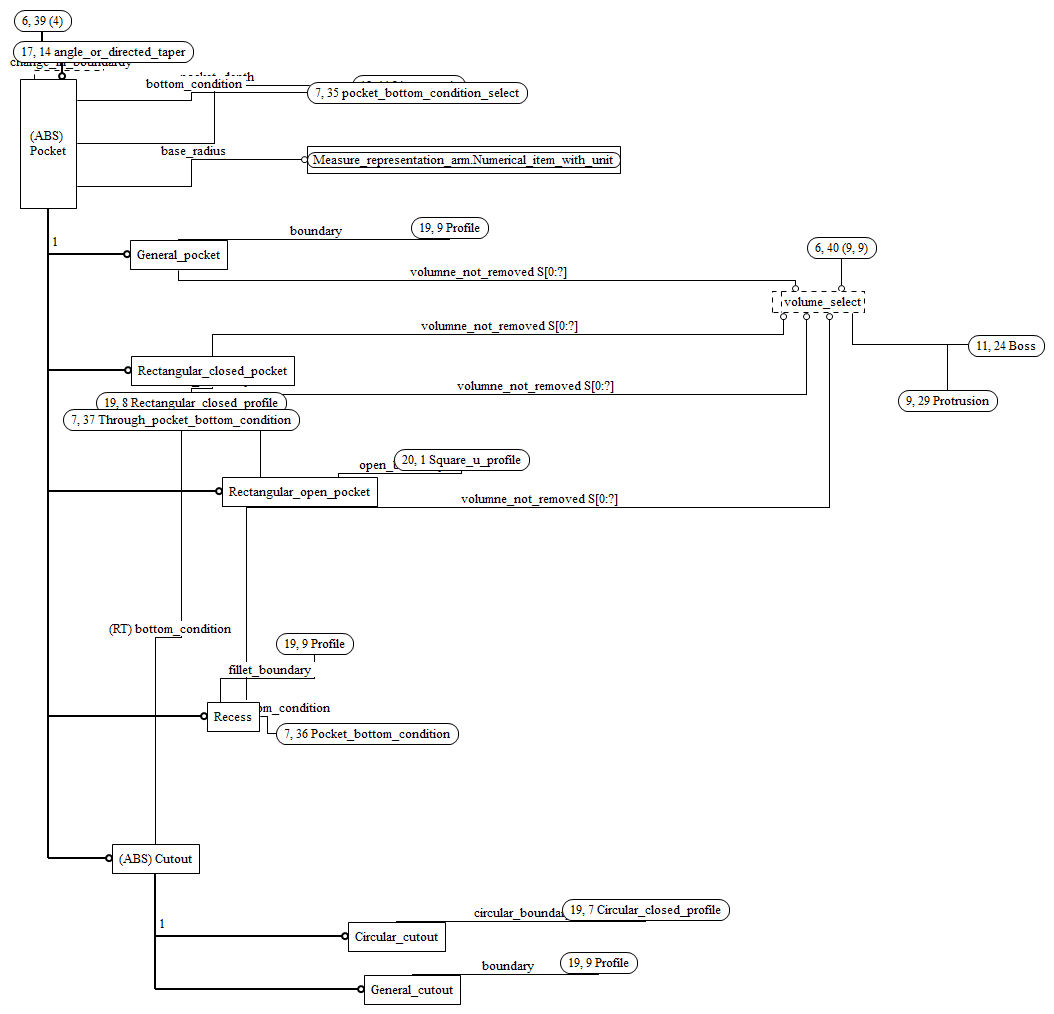 6, 39 (4)
17, 14 angle_or_directed_taper
change_in_boundary
pocket_depth
bottom_condition
7, 35 pocket_bottom_condition_select
(ABS)
Pocket
base_radius
Measure_representation_arm.Numerical_item_with_unit
1
boundary
19, 9 Profile
General_pocket
6, 40 (9, 9)
volumne_not_removed S[0:?]
volume_select
volumne_not_removed S[0:?]
11, 24 Boss
Rectangular_closed_pocket
volumne_not_removed S[0:?]
19, 8 Rectangular_closed_profile
9, 29 Protrusion
7, 37 Through_pocket_bottom_condition
open_
20, 1 Square_u_profile
Rectangular_open_pocket
volumne_not_removed S[0:?]
(RT) bottom_condition
19, 9 Profile
fillet_boundary
om_condition
Recess
7, 36 Pocket_bottom_condition
(ABS) Cutout
1
circular_boundar
19, 7 Circular_closed_profile
Circular_cutout
boundary
19, 9 Profile
General_cutout